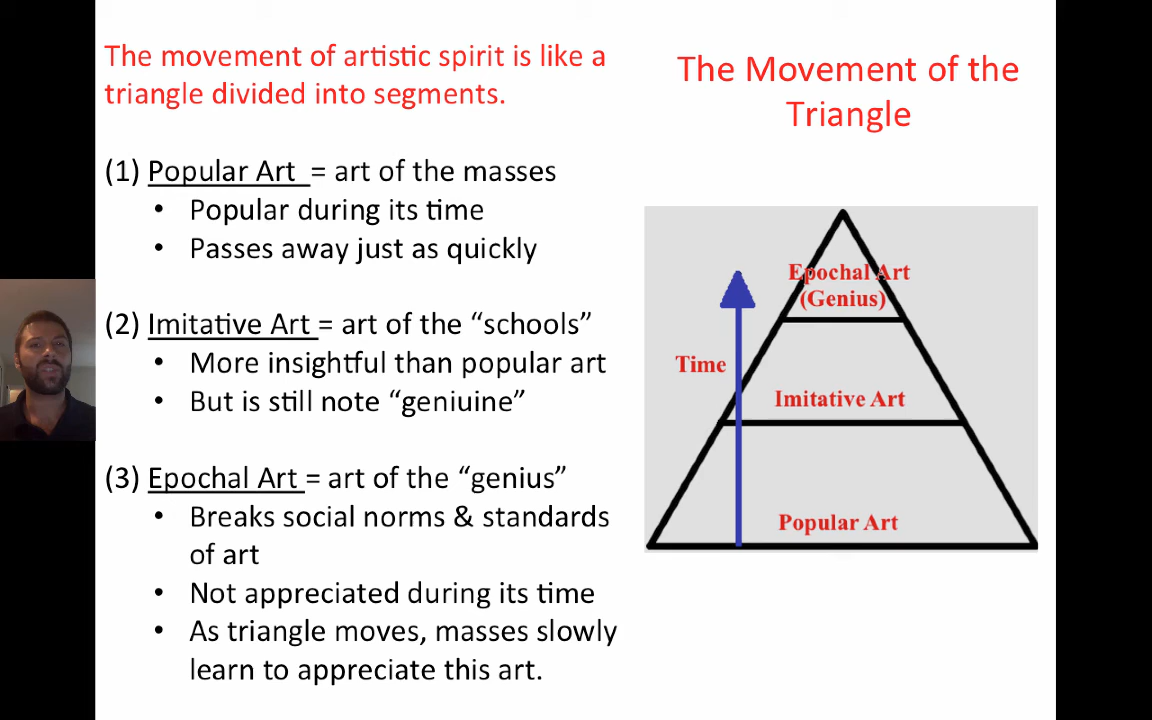 The movement of artistic spirit is like a
triangle divided into segments.
(1) Popular Art = art of the masses
• Popular during its time
• Passes away just as quickly
(2) Imitative Art = art of the “schools”
• More insightful than popular art
• But is still note “geniuine”
(3) Epochal Art = art of the “genius”
• Breaks social norms & standards
of art
• Not appreciated during its time
• As triangle moves, masses slowly
learn to appreciate this art.
The Movement of the
Triangle
Epochal Art
(Genius)
Time
Imitative Art
Popular Art